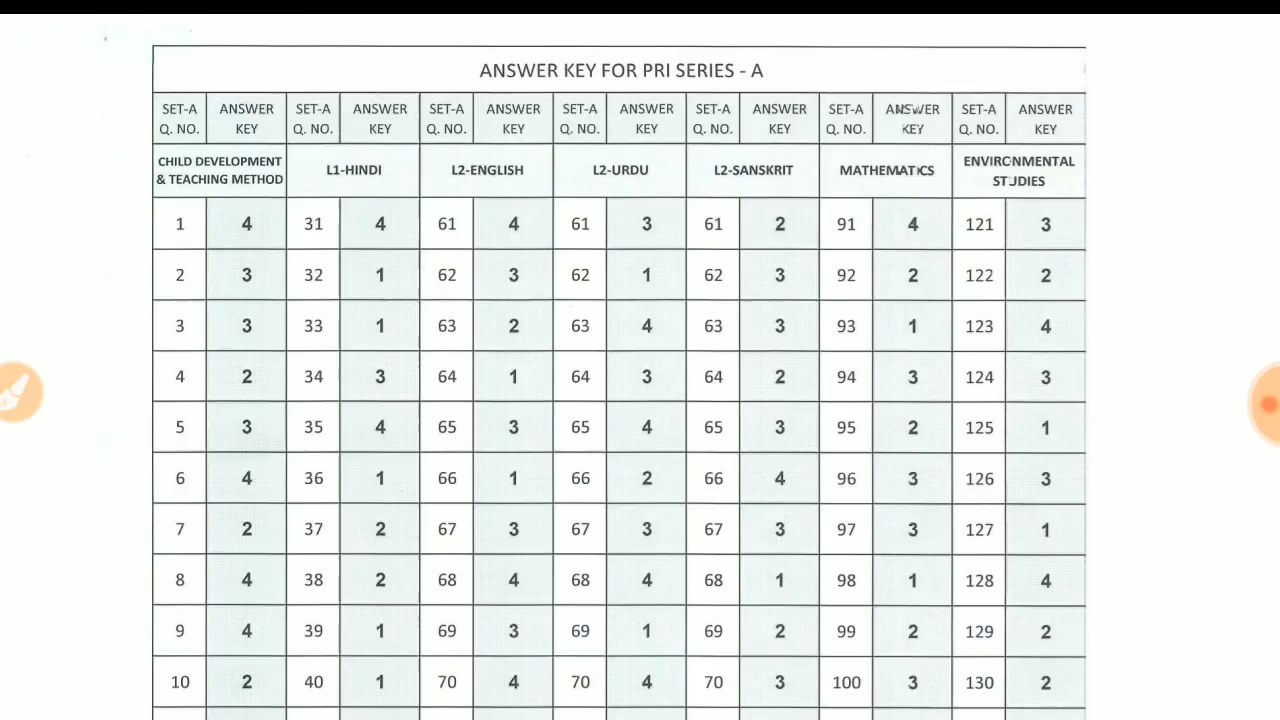 ANSWER KEY FOR PRI SERIES - A
SET-A Q. NO. ANSWER KEY SET-A Q. NO. ANSWER KEY SET-A Q. NO. ANSWER KEY SET-A Q. NO. ANSWER KEY SET-A Q. NO. ANSWER KEY SET-A Q. NO. ANSWER KEY SET-A Q. NO. ANSWER KEY
CHILD DEVELOPMENT & TEACHING METHOD L1-HINDI L2-ENGLISH L2-URDU L2-SANSKRIT MATHEMATICS ENVIRONMENTAL STUDIES
1 4 31 4 61 4 61 3 61 2 91 4 121 3
2 3 32 1 62 3 62 1 62 3 92 2 122 2
3 3 33 1 63 2 63 4 63 3 93 1 123 4
4 2 34 3 64 1 64 3 64 2 94 3 124 3
5 3 35 4 65 3 65 4 65 3 95 2 125 1
6 4 36 1 66 1 66 2 66 4 96 3 126 3
7 2 37 2 67 3 67 3 67 3 97 3 127 1
8 4 38 2 68 4 68 4 68 1 98 1 128 4
9 4 39 1 69 3 69 1 69 2 99 2 129 2
10 2 40 1 70 4 70 4 70 3 100 3 130 2